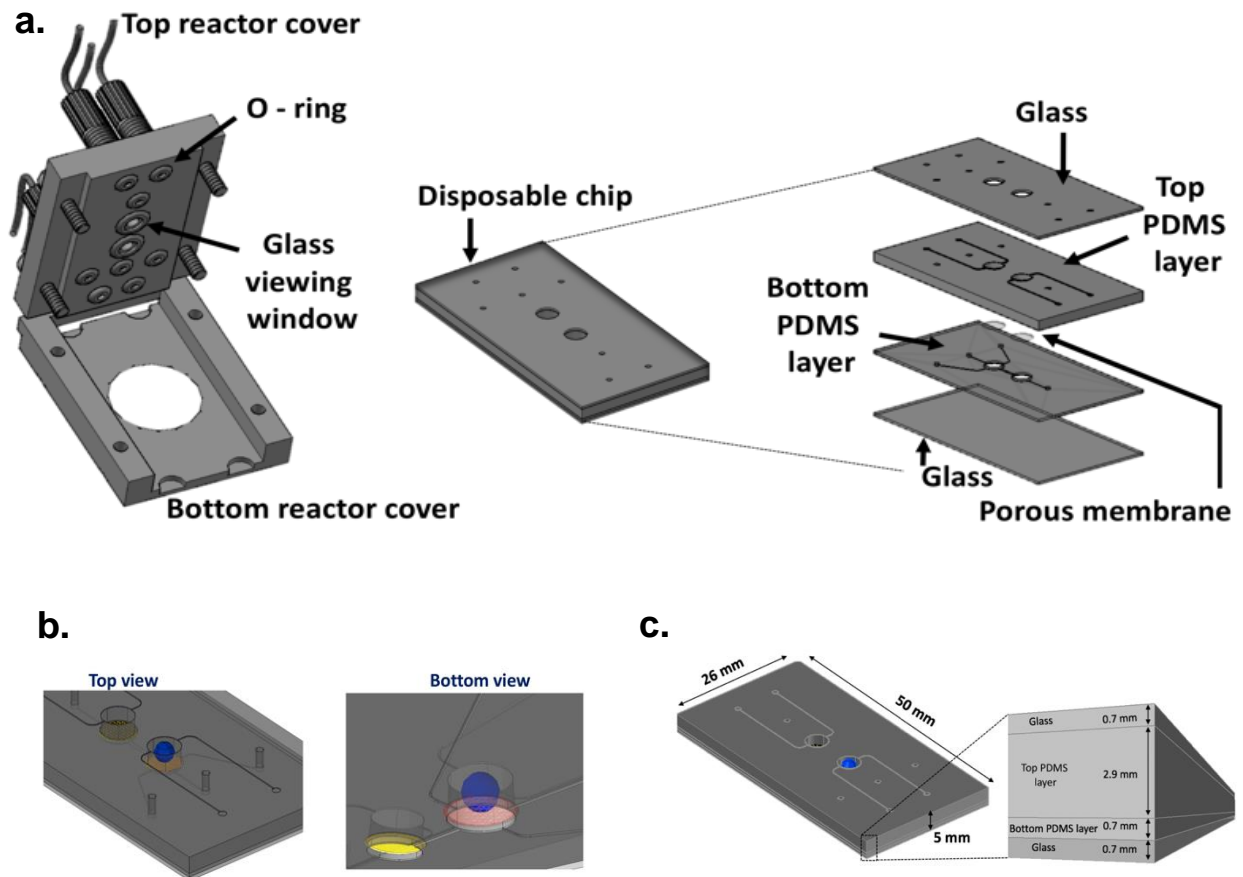 a.
Top reactor cover
O - ring
Glass
viewing
window
Bottom reactor cover
Disposable chip
Glass
Top
PDMS
layer
Bottom
PDMS
layer
Glass
Porous membrane
b.
Top view
Bottom view
c.
26 mm
50 mm
5 mm
Glass 0.7 mm
Top PDMS
layer
2.9 mm
Bottom PDMS layer 0.7 mm
Glass 0.7 mm